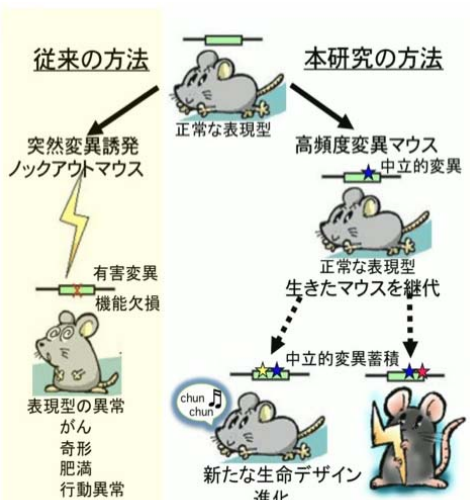 従来の方法
本研究の方法
正常な表現型
突然変異誘発
ノックアウトマウス
有害変異
機能欠損
表現型の異常
がん
奇形
肥満
行動異常
高頻度変異マウス
中立的変異
正常な表現型
生きたマウスを継代
中立的変異蓄積
chun
chun
新たな生命デザイン
進化